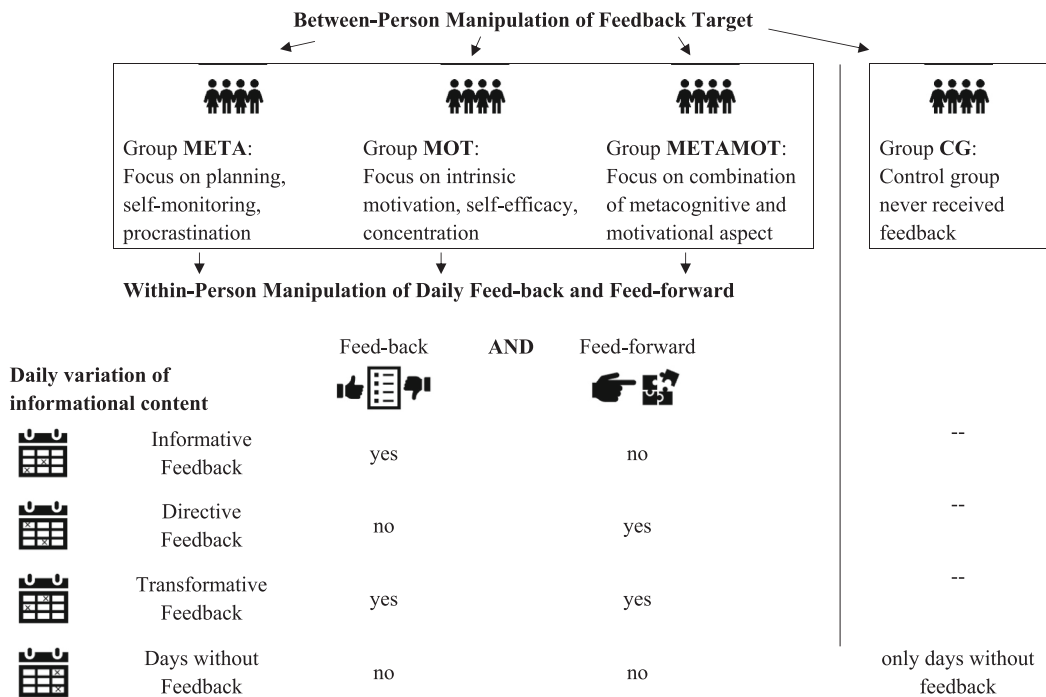 Between-Person Manipulation of Feedback Target
Group META:
Focus on planning,
self-monitoring,
procrastination
Group MOT:
Focus on intrinsic
motivation, self-efficacy,
concentration
Group METAMOT:
Focus on combination
of metacognitive and
motivational aspect
Group CG:
Control group
never received
feedback
Within-Person Manipulation of Daily Feed-back and Feed-forward
Feed-back AND Feed-forward
Daily variation of
informational content
Informative
Feedback
yes no --
Directive
Feedback
no yes --
Transformative
Feedback
yes yes --
Days without
Feedback
no no
only days without
feedback